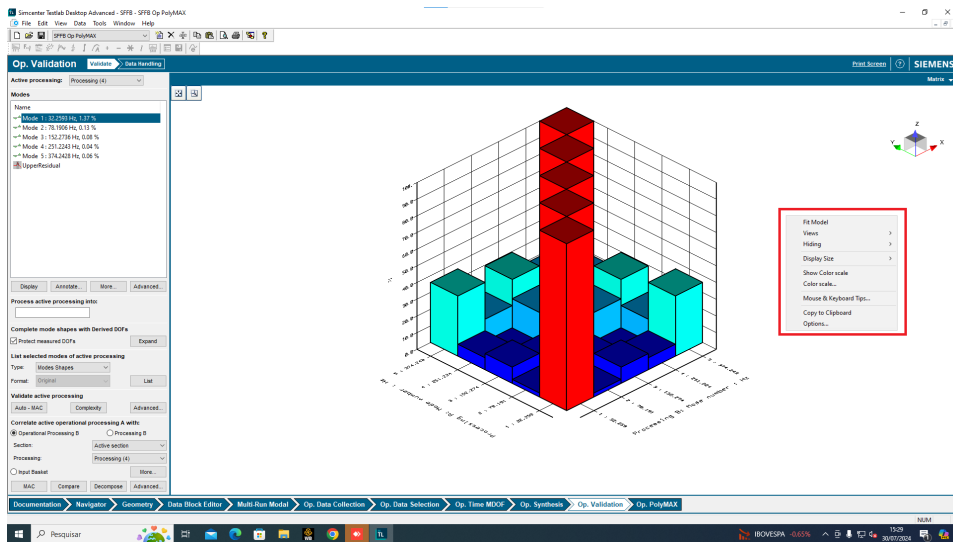 Simcenter Testlab Desktop Advanced - SFFB - SFFB Op PolyMAX
File Edit View Data Tools Window Help
SFFB Op PolyMAX
Op. Validation Validate Data Handling Print Screen SIEMENS
Active processing: Processing (4) Matrix
Modes
Name
Mode 1 : 32.2593 Hz, 1.37 %
Mode 2 : 78.1906 Hz, 0.13 %
Mode 3 : 152.2736 Hz, 0.08 %
Mode 4 : 251.2243 Hz, 0.04 %
Mode 5 : 374.2428 Hz, 0.06 %
UpperResidual
Display Annotate... More... Advanced...
Process active processing into:
Complete mode shapes with Derived DOFs
Protect measured DOFs Expand
List selected modes of active processing
Type: Modes Shapes
Format: Original List
Validate active processing
Auto - MAC Complexity Advanced...
Correlate active operational processing A with:
Operational Processing B Processing B
Section: Active section
Processing: Processing (4)
Input Basket More...
MAC Compare Decompose Advanced...
Z
Y
X
Fit Model
Views
Hiding
Display Size
Show Color scale
Color scale...
Mouse & Keyboard Tips...
Copy to Clipboard
Options...
Documentation Navigator Geometry Data Block Editor Multi-Run Modal Op. Data Collection Op. Data Selection Op. Time MDOF Op. Synthesis Op. Validation Op. PolyMAX
NUM
Pesquisar
IBOVESPA -0,65%
15:29
30/07/2024